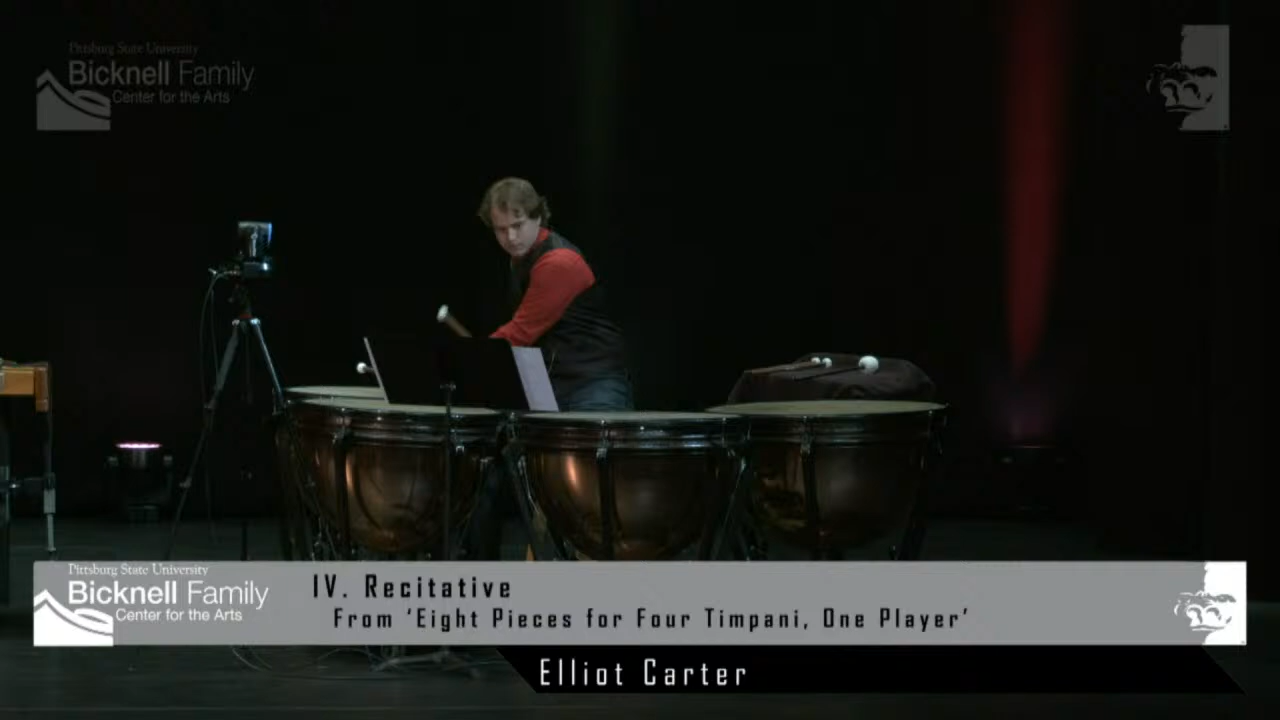 Pittsburg State University
Bicknell Family
Center for the Arts
Pittsburg State University
Bicknell Family
Center for the Arts
IV. Recitative
From ‘Eight Pieces for Four Timpani, One Player’
Elliot Carter